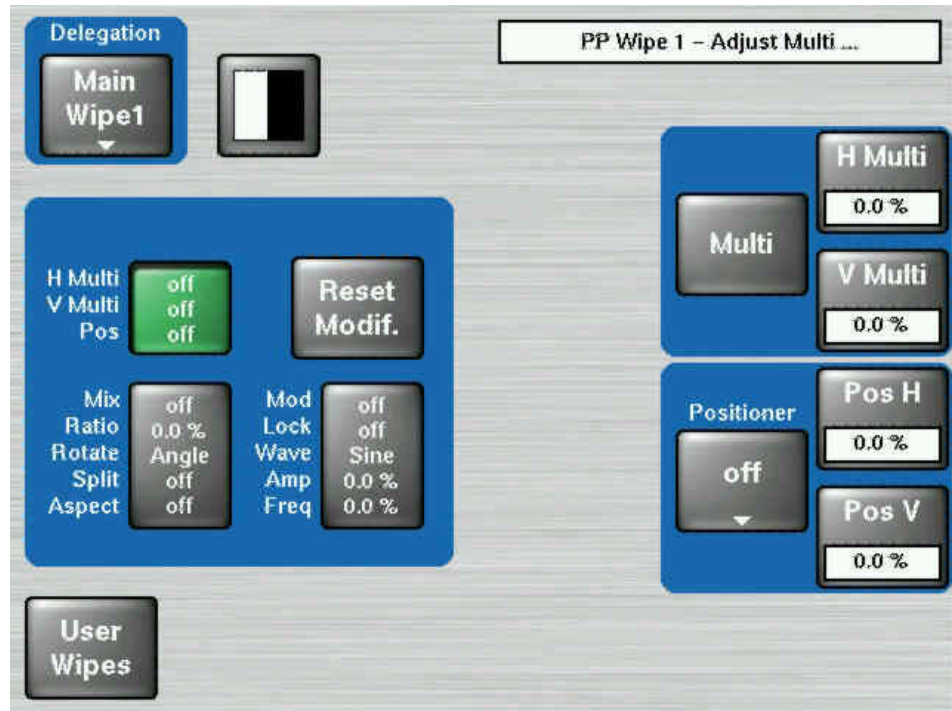 Delegation
Main
Wipe1
PP Wipe 1 - Adjust Multi ...
H Multi
0.0 %
Multi
V Multi
0.0 %
H Multi off
V Multi off
Pos off
Reset
Modif.
Mix off
Ratio 0.0 %
Rotate Angle
Split off
Aspect off
Mod off
Lock off
Wave Sine
Amp 0.0 %
Freq 0.0 %
Positioner
off
Pos H
0.0 %
Pos V
0.0 %
User
Wipes